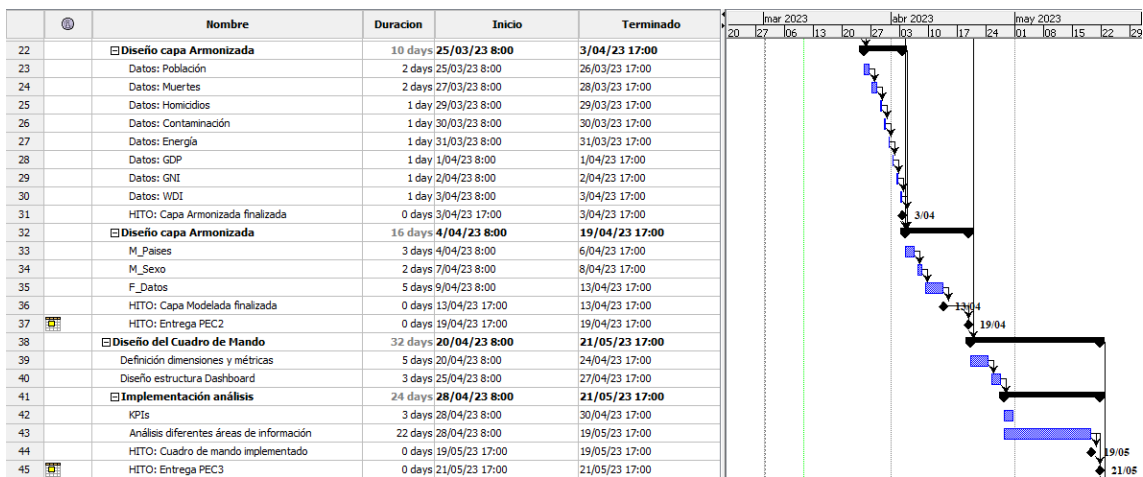 Nombre Duracion Inicio Terminado mar 2023 abr 2023 may 2023
20 27 06 13 20 27 03 10 17 24 01 08 15 22 29
22 Diseño capa Armonizada 10 days 25/03/23 8:00 3/04/23 17:00
23 Datos: Población 2 days 25/03/23 8:00 26/03/23 17:00
24 Datos: Muertes 2 days 27/03/23 8:00 28/03/23 17:00
25 Datos: Homicidios 1 day 29/03/23 8:00 29/03/23 17:00
26 Datos: Contaminación 1 day 30/03/23 8:00 30/03/23 17:00
27 Datos: Energía 1 day 31/03/23 8:00 31/03/23 17:00
28 Datos: GDP 1 day 1/04/23 8:00 1/04/23 17:00
29 Datos: GNI 1 day 2/04/23 8:00 2/04/23 17:00
30 Datos: WDI 1 day 3/04/23 8:00 3/04/23 17:00
31 HITO: Capa Armonizada finalizada 0 days 3/04/23 17:00 3/04/23 17:00 3/04
32 Diseño capa Armonizada 16 days 4/04/23 8:00 19/04/23 17:00
33 M_Paises 3 days 4/04/23 8:00 6/04/23 17:00
34 M_Sexo 2 days 7/04/23 8:00 8/04/23 17:00
35 F_Datos 5 days 9/04/23 8:00 13/04/23 17:00
36 HITO: Capa Modelada finalizada 0 days 13/04/23 17:00 13/04/23 17:00 13/04
37 HITO: Entrega PEC2 0 days 19/04/23 17:00 19/04/23 17:00 19/04
38 Diseño del Cuadro de Mando 32 days 20/04/23 8:00 21/05/23 17:00
39 Definición dimensiones y métricas 5 days 20/04/23 8:00 24/04/23 17:00
40 Diseño estructura Dashboard 3 days 25/04/23 8:00 27/04/23 17:00
41 Implementación análisis 24 days 28/04/23 8:00 21/05/23 17:00
42 KPIs 3 days 28/04/23 8:00 30/04/23 17:00
43 Análisis diferentes áreas de información 22 days 28/04/23 8:00 19/05/23 17:00
44 HITO: Cuadro de mando implementado 0 days 19/05/23 17:00 19/05/23 17:00 19/05
45 HITO: Entrega PEC3 0 days 21/05/23 17:00 21/05/23 17:00 21/05